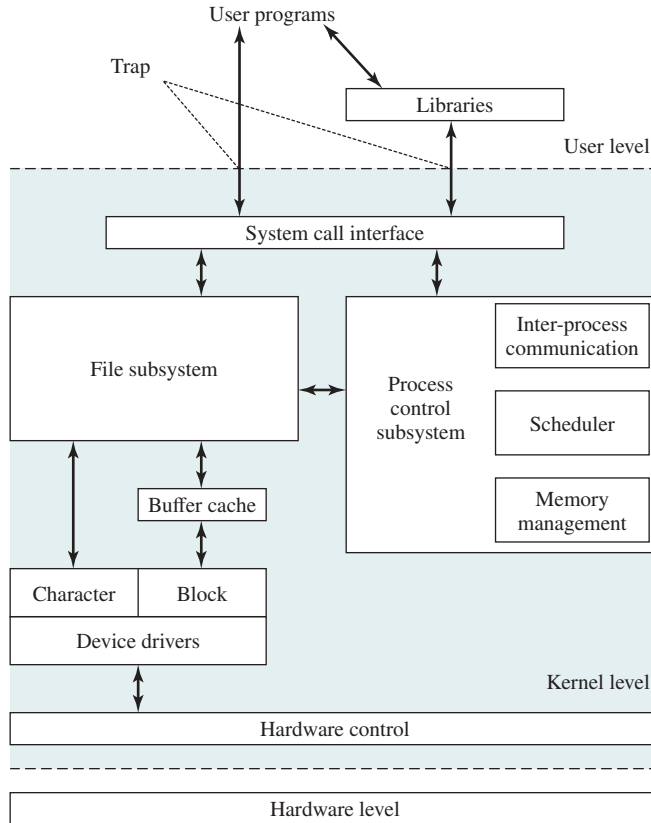 User programs
Trap
Libraries
User level
System call interface
File subsystem
Process
control
subsystem
Inter-process
communication
Scheduler
Memory
management
Buffer cache
Character
Block
Device drivers
Kernel level
Hardware control
Hardware level